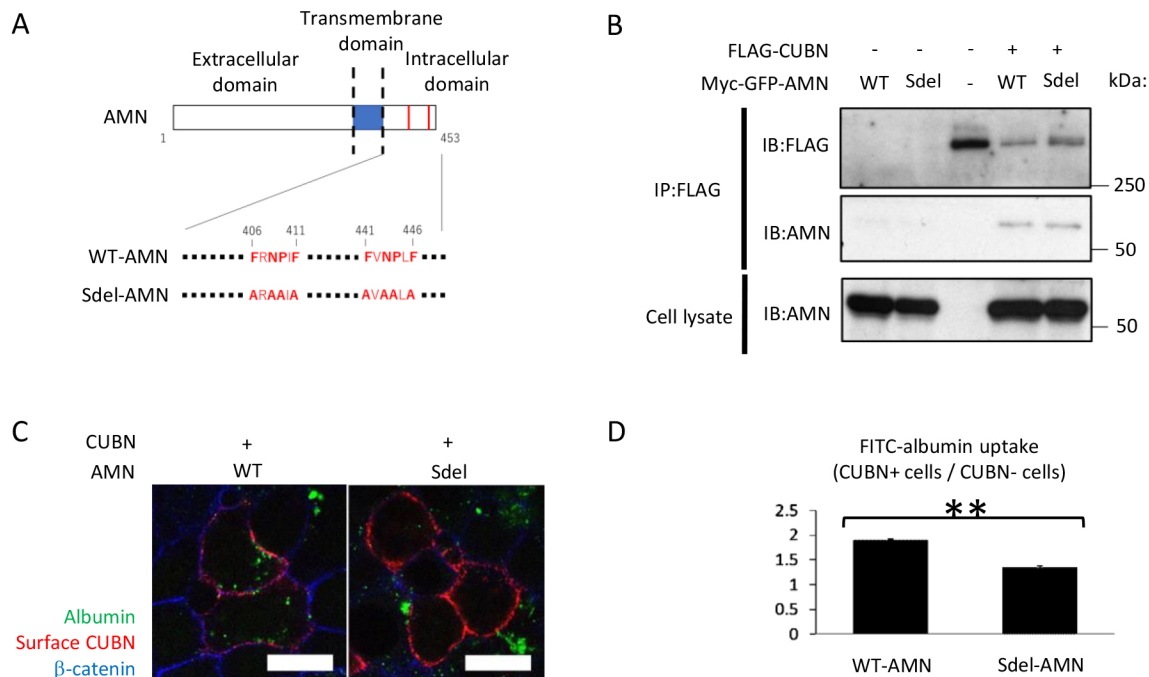 A
Transmembrane
domain
Extracellular
domain
Intracellular
domain
AMN
1
453
406 411 441 446
WT-AMN FRNPIF FVNPLF
Sdel-AMN ARAAIA AVAALA
B
FLAG-CUBN - - - + +
Myc-GFP-AMN WT Sdel - WT Sdel kDa:
IB:FLAG
250
IP:FLAG
IB:AMN
50
Cell lysate
IB:AMN
50
C
CUBN + +
AMN WT Sdel
Albumin
Surface CUBN
β-catenin
D
FITC-albumin uptake
(CUBN+ cells / CUBN- cells)
**
2.5
2
1.5
1
0.5
0
WT-AMN Sdel-AMN